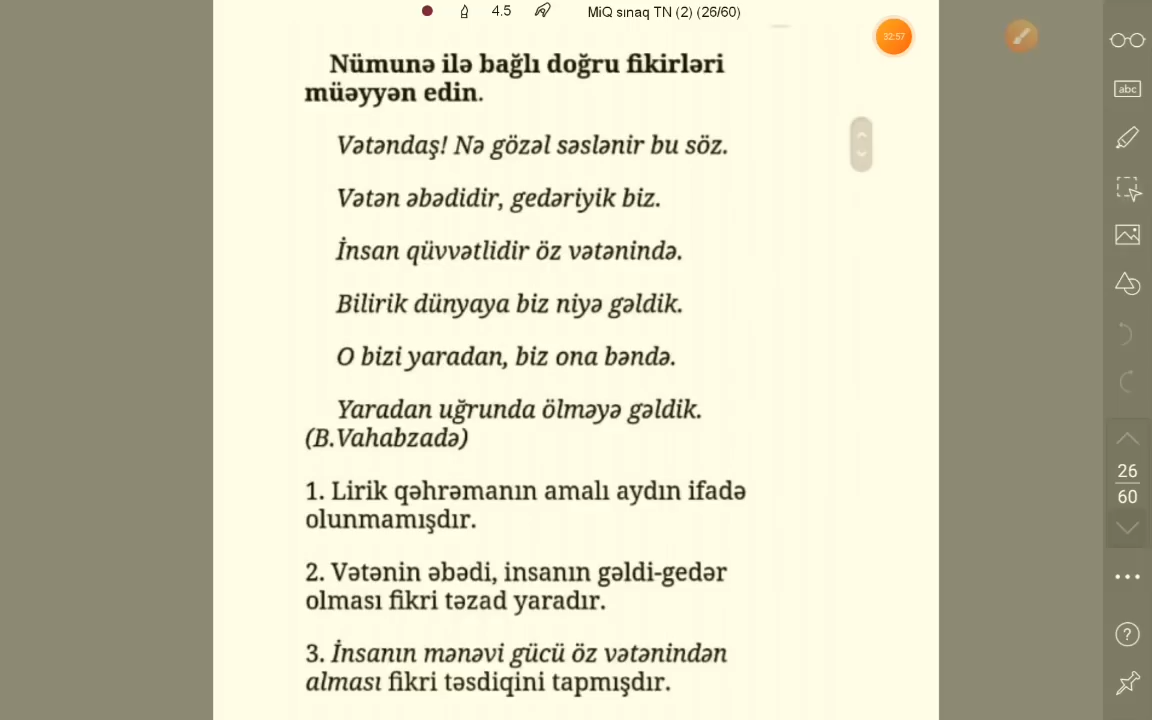 4.5 MiQ sınaq TN (2) (26/60)
32:57
abc
Nümunə ilə bağlı doğru fikirləri
müəyyən edin.
Vətəndaş! Nə gözəl səslənir bu söz.
Vətən əbədidir, gedəriyik biz.
İnsan qüvvətlidir öz vətənində.
Bilirik dünyaya biz niyə gəldik.
O bizi yaradan, biz ona bəndə.
Yaradan uğrunda ölməyə gəldik.
(B.Vahabzadə)
1. Lirik qəhrəmanın amalı aydın ifadə
olunmamışdır.
2. Vətənin əbədi, insanın gəldi-gedər
olması fikri təzad yaradır.
3. İnsanın mənəvi gücü öz vətənindən
alması fikri təsdiqini tapmışdır.
26
60
?